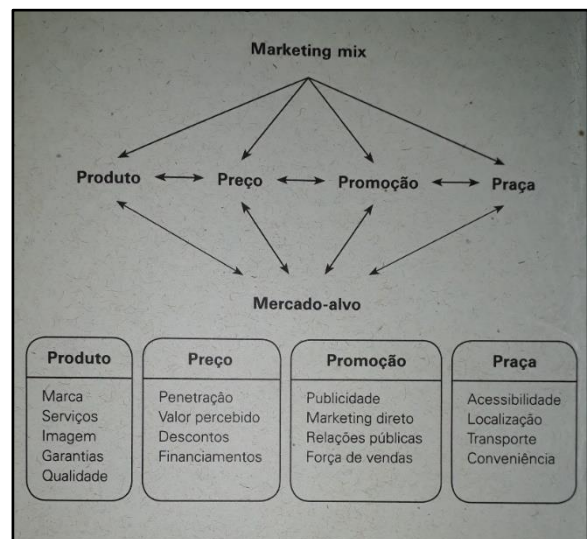 Marketing mix
Produto Preço Promoção Praça
Mercado-alvo
Produto
Marca
Serviços
Imagem
Garantias
Qualidade
Preço
Penetração
Valor percebido
Descontos
Financiamentos
Promoção
Publicidade
Marketing direto
Relações públicas
Força de vendas
Praça
Acessibilidade
Localização
Transporte
Conveniência